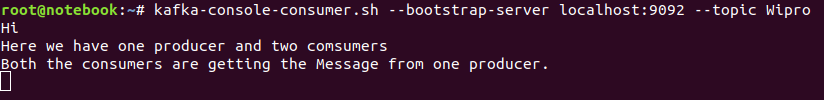 root@notebook:~# kafka-console-consumer.sh --bootstrap-server localhost:9092 --topic Wipro
Hi
Here we have one producer and two comsumers
Both the consumers are getting the Message from one producer.